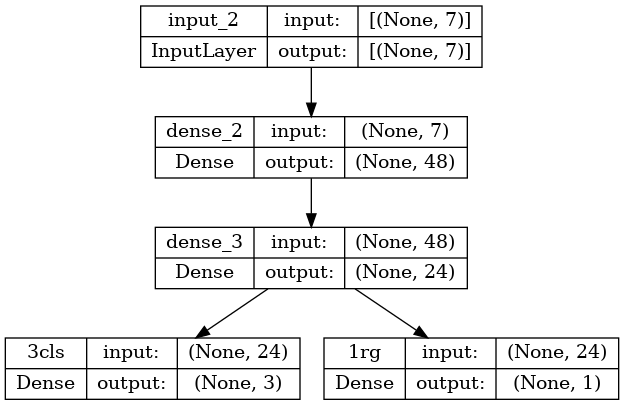 input_2 input: [(None, 7)]
InputLayer output: [(None, 7)]
dense_2 input: (None, 7)
Dense output: (None, 48)
dense_3 input: (None, 48)
Dense output: (None, 24)
3cls input: (None, 24)
Dense output: (None, 3)
1rg input: (None, 24)
Dense output: (None, 1)